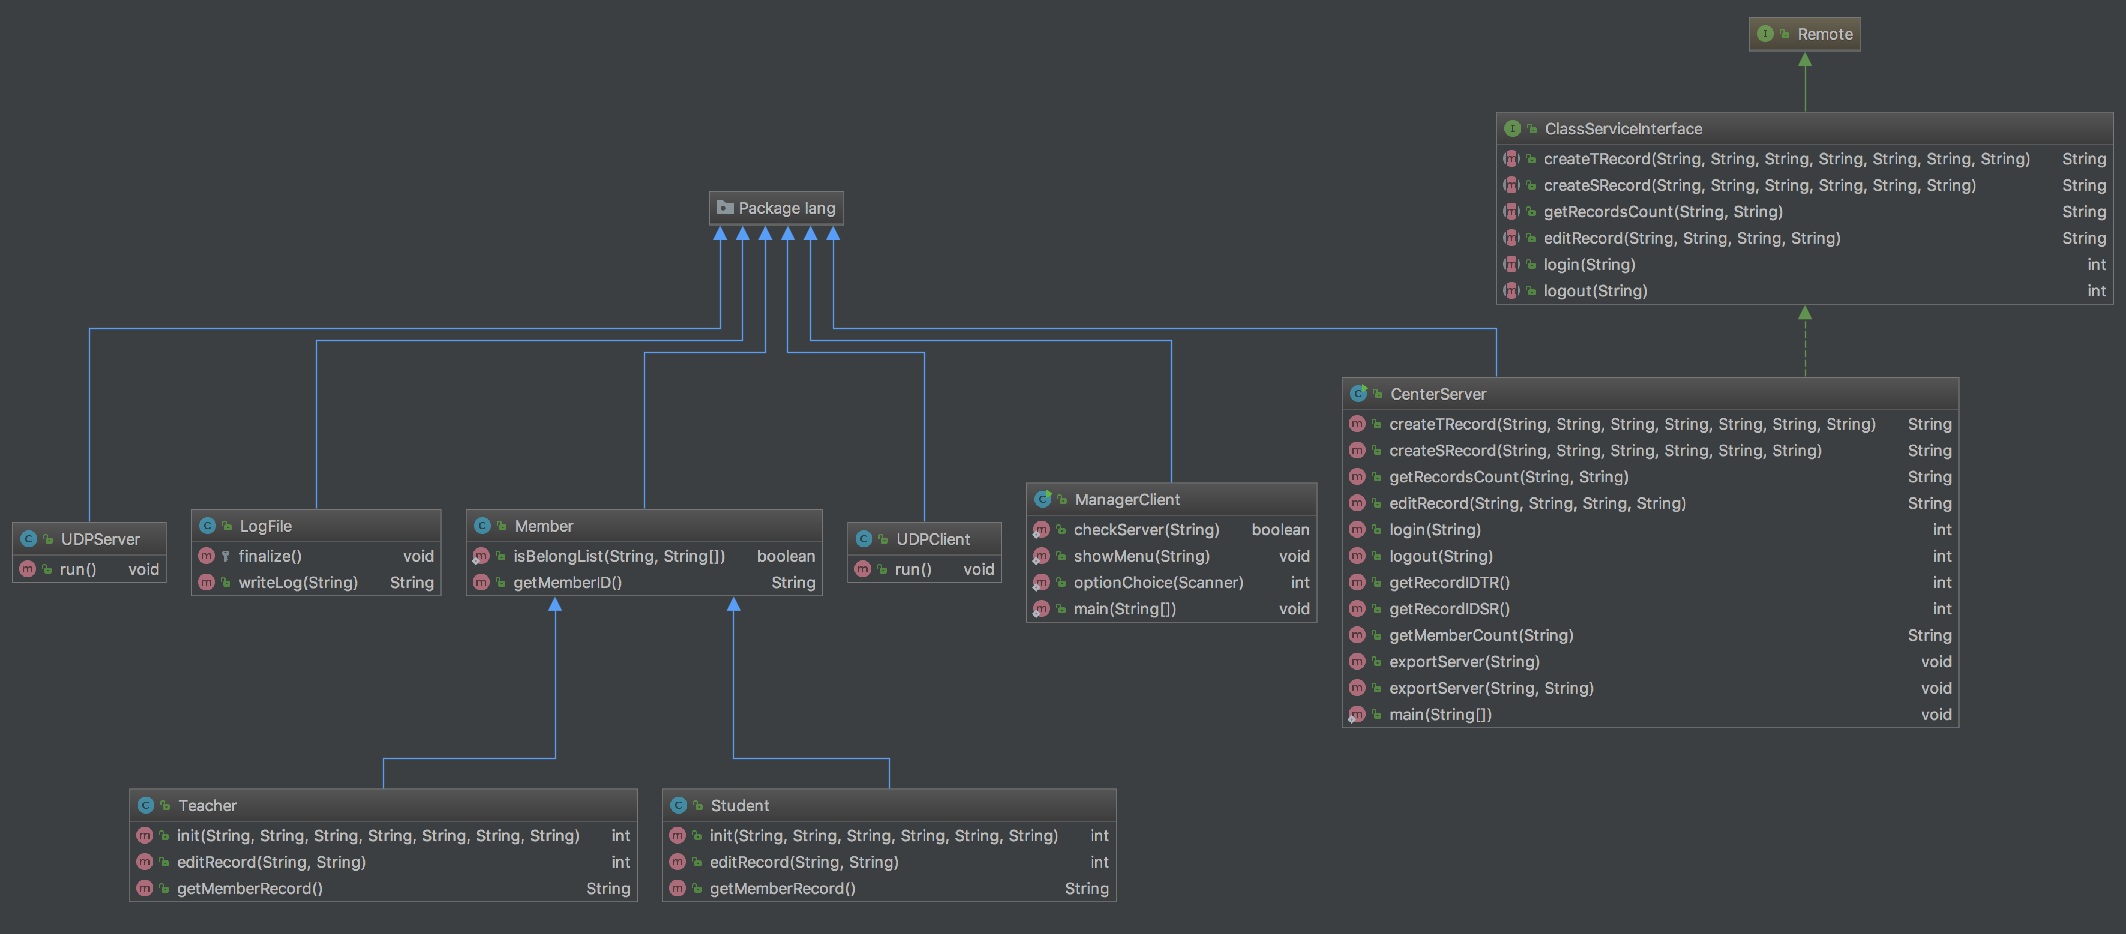 Remote
ClassServiceInterface
createTRecord(String, String, String, String, String, String, String) String
createSRecord(String, String, String, String, String, String) String
getRecordsCount(String, String) String
editRecord(String, String, String, String) String
login(String) int
logout(String) int
Package lang
CenterServer
createTRecord(String, String, String, String, String, String, String) String
createSRecord(String, String, String, String, String, String) String
getRecordsCount(String, String) String
editRecord(String, String, String, String) String
login(String) int
logout(String) int
getRecordIDTR() int
getRecordIDSR() int
getMemberCount(String) String
exportServer(String) void
exportServer(String, String) void
main(String[]) void
UDPServer
run() void
LogFile
finalize() void
writeLog(String) String
Member
isBelongList(String, String[]) boolean
getMemberID() String
UDPClient
run() void
ManagerClient
checkServer(String) boolean
showMenu(String) void
optionChoice(Scanner) int
main(String[]) void
Teacher
init(String, String, String, String, String, String, String) int
editRecord(String, String) int
getMemberRecord() String
Student
init(String, String, String, String, String, String) int
editRecord(String, String) int
getMemberRecord() String